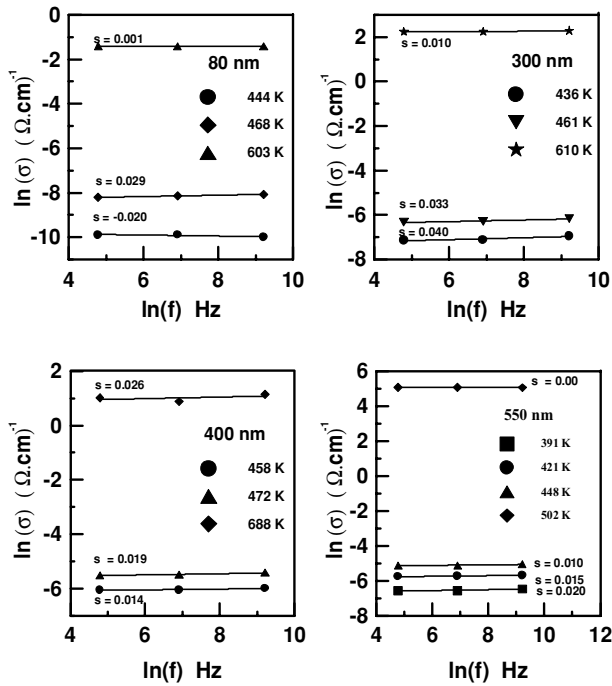 0
-2
-4
-6
-8
-10
4 6 8 10
ln (σ) ( Ω.cm)⁻¹
ln(f) Hz
s = 0.001
80 nm
444 K
468 K
603 K
s = 0.029
s = -0.020
2
0
-2
-4
-6
-8
4 6 8 10
ln (σ) ( Ω.cm)⁻¹
ln(f) Hz
s = 0.010
300 nm
436 K
461 K
610 K
s = 0.033
s = 0.040
2
0
-2
-4
-6
4 6 8 10
ln (σ) ( Ω.cm)⁻¹
ln(f) Hz
s = 0.026
400 nm
458 K
472 K
688 K
s = 0.019
s = 0.014
6
4
2
0
-2
-4
-6
-8
4 6 8 10 12
ln (σ) ( Ω.cm)⁻¹
ln(f) Hz
s = 0.00
550 nm
391 K
421 K
448 K
502 K
s = 0.010
s = 0.015
s = 0.020